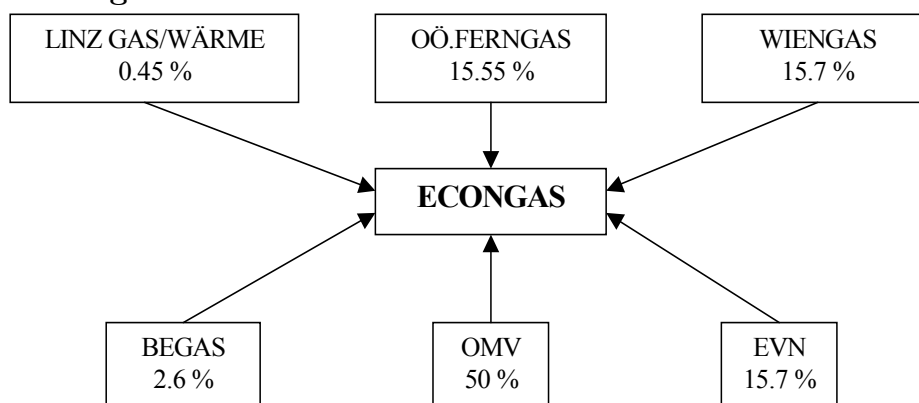 LINZ GAS/WÄRME
0.45 %
OÖ.FERNGAS
15.55 %
WIENGAS
15.7 %
ECONGAS
BEGAS
2.6 %
OMV
50 %
EVN
15.7 %